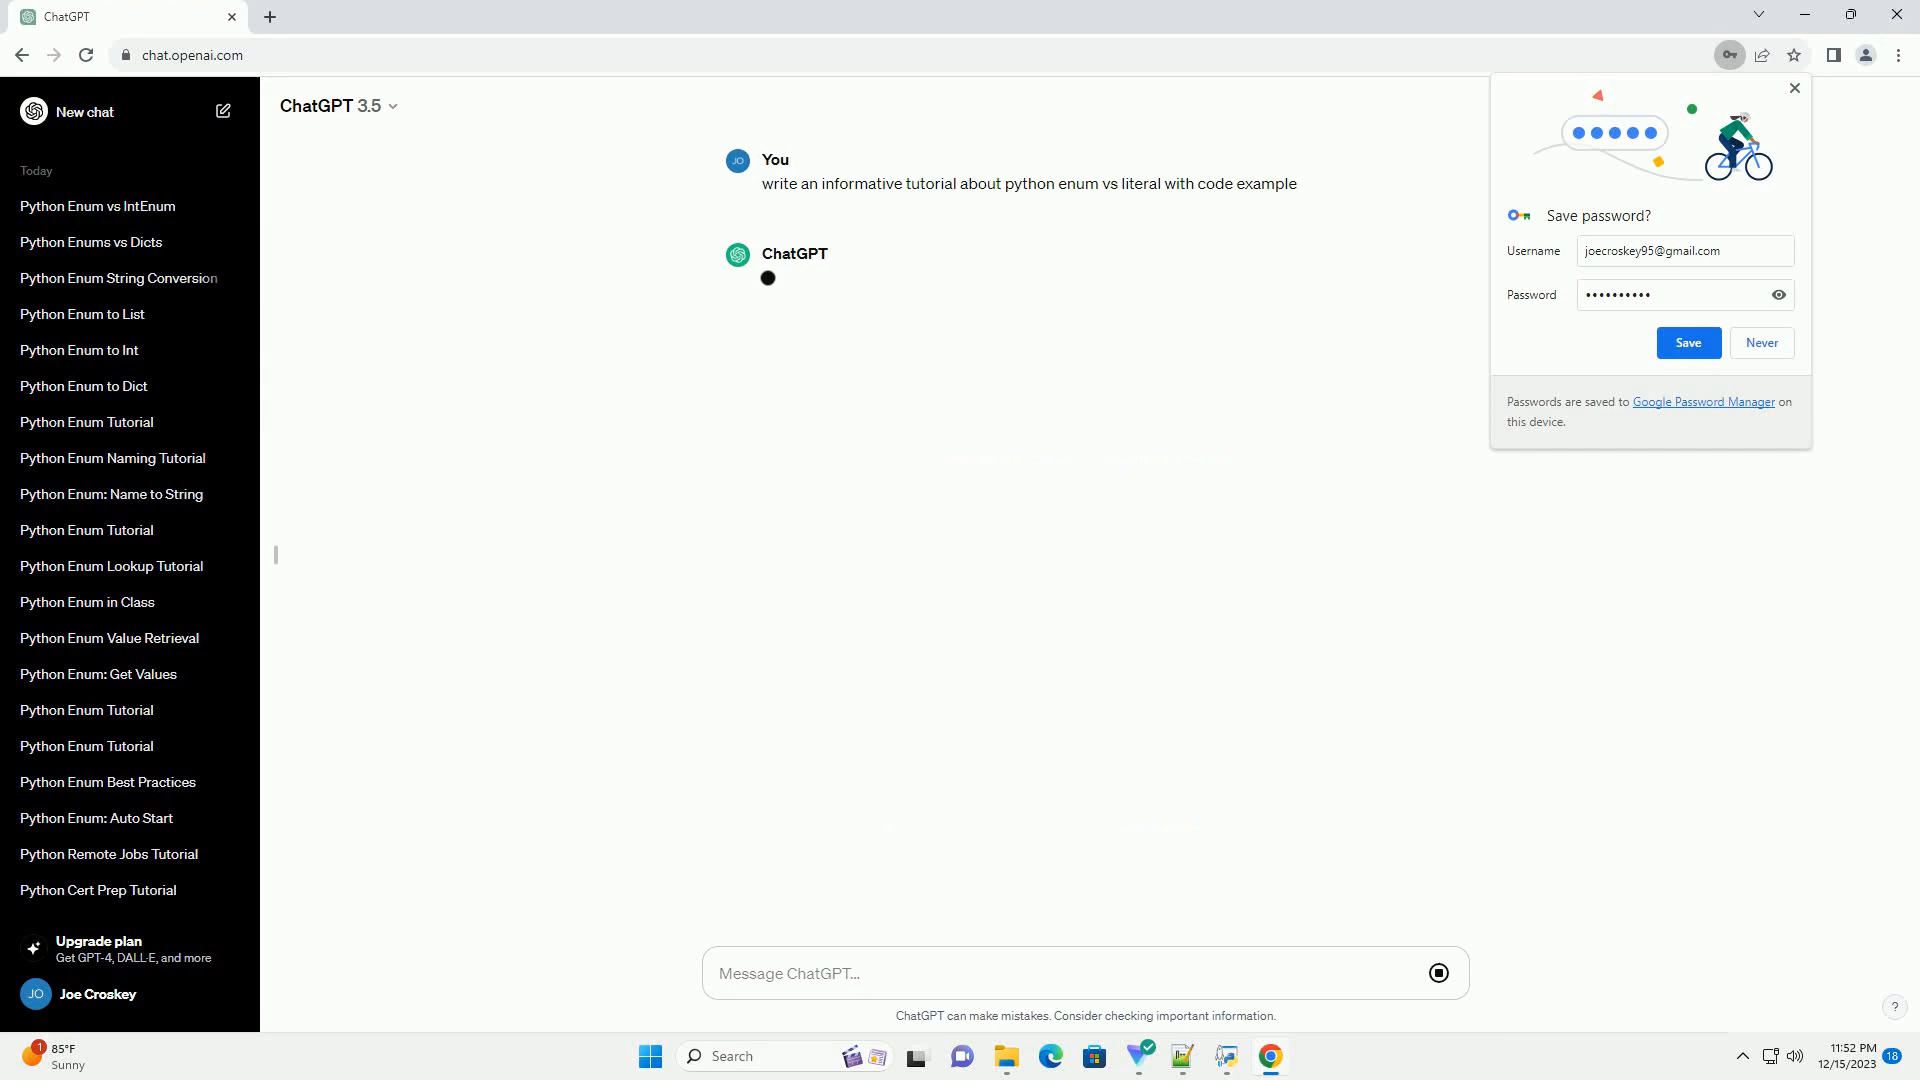 ChatGPT
chat.openai.com
New chat
Today
Python Enum vs IntEnum
Python Enums vs Dicts
Python Enum String Conversion
Python Enum to List
Python Enum to Int
Python Enum to Dict
Python Enum Tutorial
Python Enum Naming Tutorial
Python Enum: Name to String
Python Enum Tutorial
Python Enum Lookup Tutorial
Python Enum in Class
Python Enum Value Retrieval
Python Enum: Get Values
Python Enum Tutorial
Python Enum Tutorial
Python Enum Best Practices
Python Enum: Auto Start
Python Remote Jobs Tutorial
Python Cert Prep Tutorial
Upgrade plan
Get GPT-4, DALL·E, and more
JO Joe Croskey
ChatGPT 3.5
JO You
write an informative tutorial about python enum vs literal with code example
ChatGPT
Message ChatGPT...
ChatGPT can make mistakes. Consider checking important information.
?
Save password?
Username joecroskey95@gmail.com
Password ••••••••••
Save Never
Passwords are saved to Google Password Manager on
this device.
1
85°F
Sunny
Search
11:52 PM
12/15/2023
18